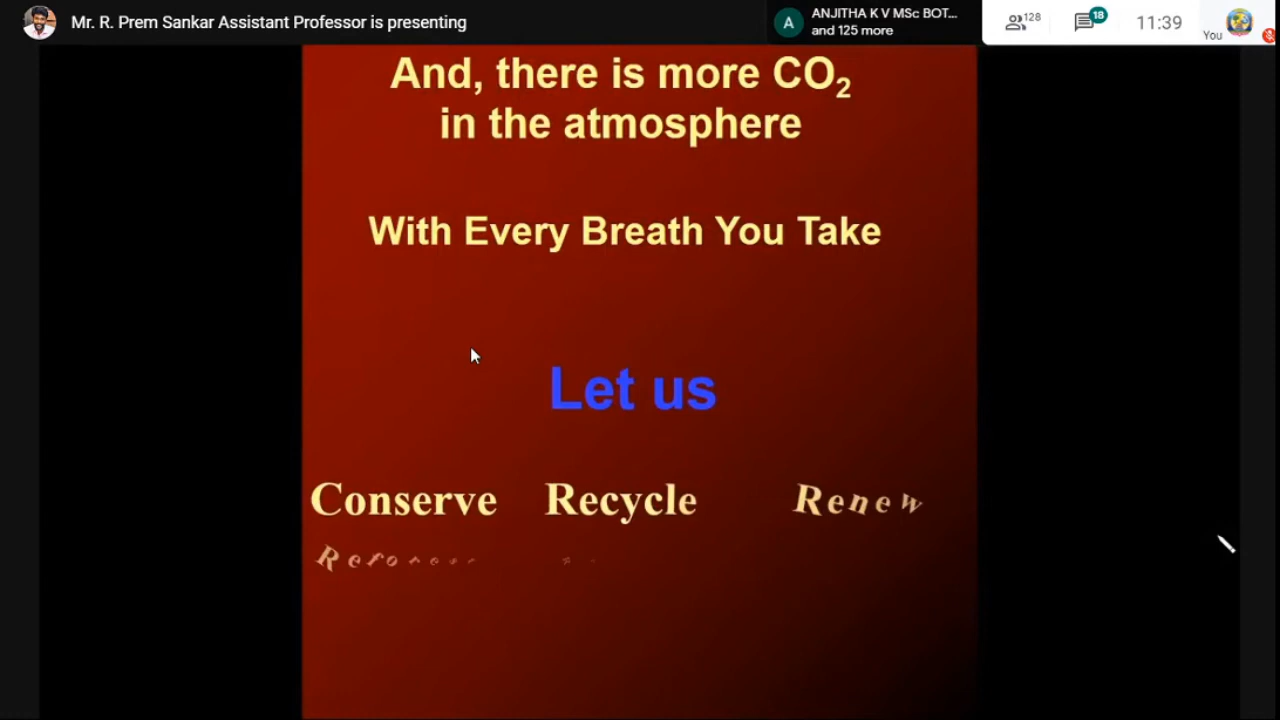 Mr. R. Prem Sankar Assistant Professor is presenting
A
ANJITHA K V MSc BOT...
and 125 more
128
18
11:39
You
And, there is more CO₂
in the atmosphere
With Every Breath You Take
Let us
Conserve Recycle Renew